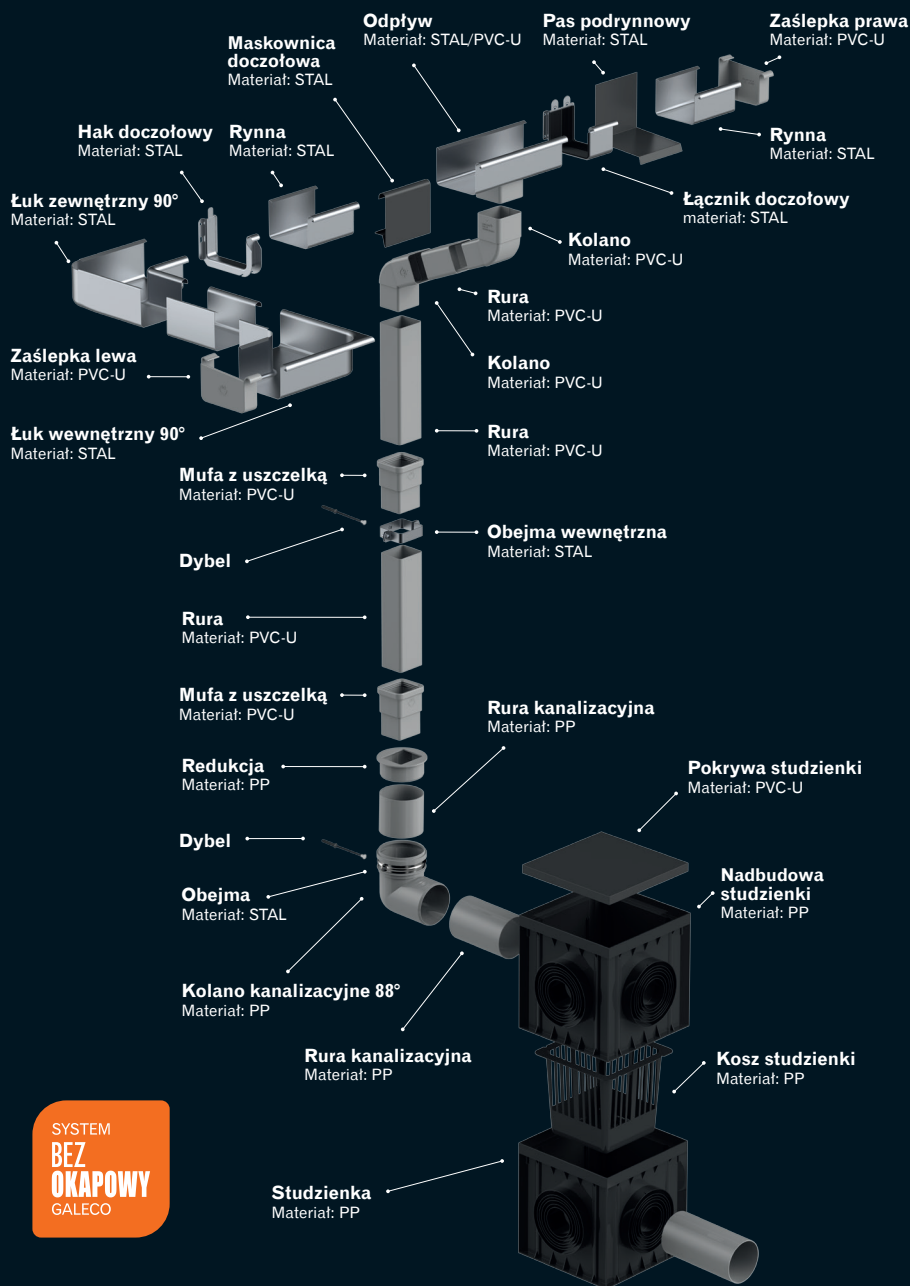 Odpływ
Materiał: STAL/PVC-U
Pas podrynnowy
Materiał: STAL
Zaślepka prawa
Materiał: PVC-U
Maskownica
doczołowa
Materiał: STAL
Hak doczołowy
Materiał: STAL
Rynna
Materiał: STAL
Rynna
Materiał: STAL
Łuk zewnętrzny 90°
Materiał: STAL
Łącznik doczołowy
materiał: STAL
Kolano
Materiał: PVC-U
Rura
Materiał: PVC-U
Zaślepka lewa
Materiał: PVC-U
Kolano
Materiał: PVC-U
Łuk wewnętrzny 90°
Materiał: STAL
Rura
Materiał: PVC-U
Mufa z uszczelką
Materiał: PVC-U
Obejma wewnętrzna
Materiał: STAL
Dybel
Rura
Materiał: PVC-U
Mufa z uszczelką
Materiał: PVC-U
Rura kanalizacyjna
Materiał: PP
Redukcja
Materiał: PP
Pokrywa studzienki
Materiał: PVC-U
Dybel
Obejma
Materiał: STAL
Nadbudowa
studzienki
Materiał: PP
Kolano kanalizacyjne 88°
Materiał: PP
Rura kanalizacyjna
Materiał: PP
Kosz studzienki
Materiał: PP
Studzienka
Materiał: PP
SYSTEM
BEZ
OKAPOWY
GALECO